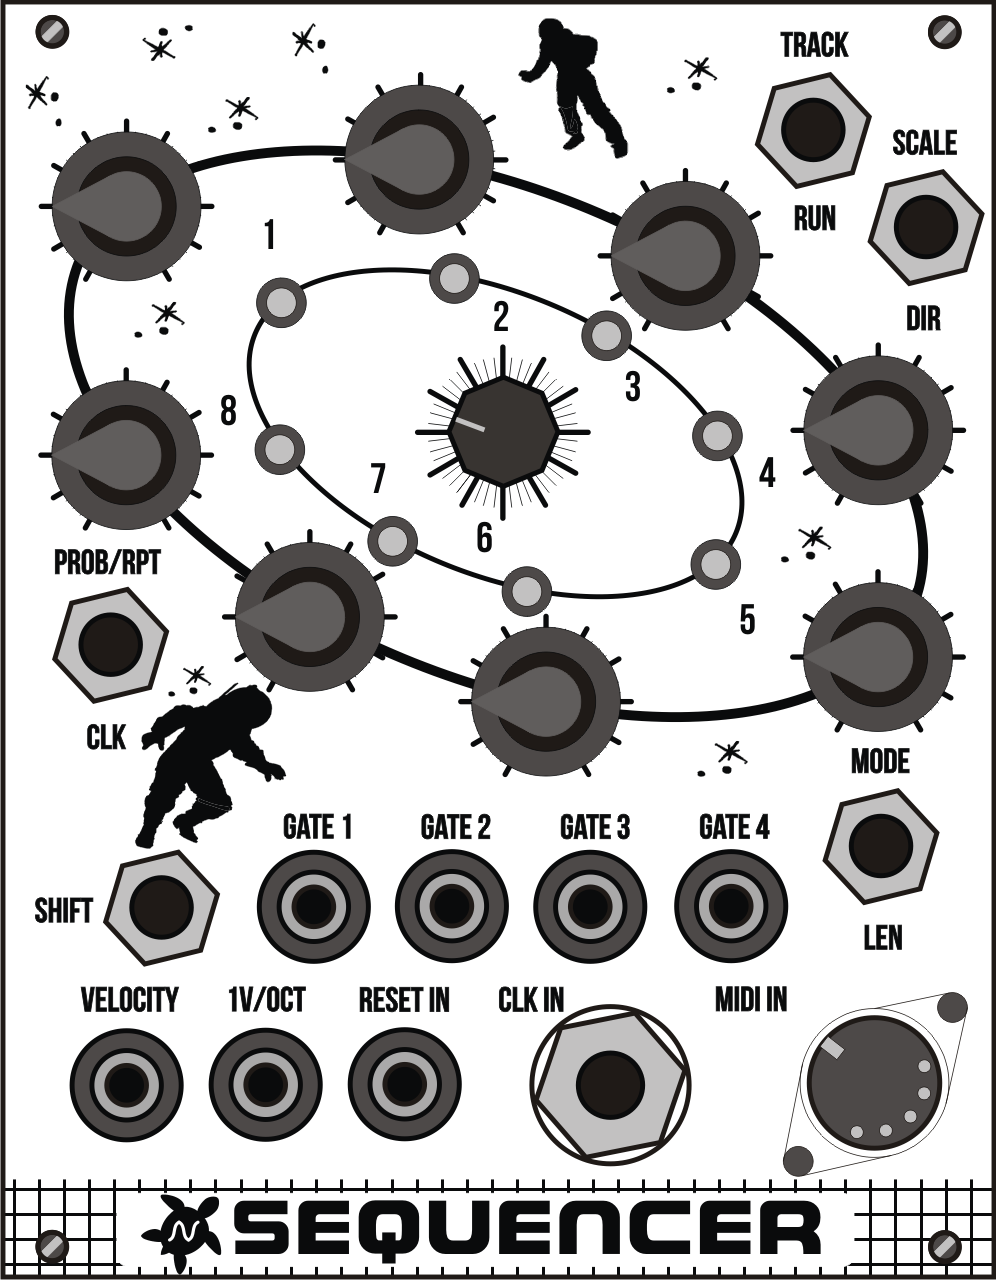 TRACK
SCALE
RUN
1
DIR
2
3
8
4
7
6
PROB/RPT
5
CLK
MODE
GATE 1
GATE 2
GATE 3
GATE 4
SHIFT
LEN
VELOCITY
1V/OCT
RESET IN
CLK IN
MIDI IN
SEQUENCER